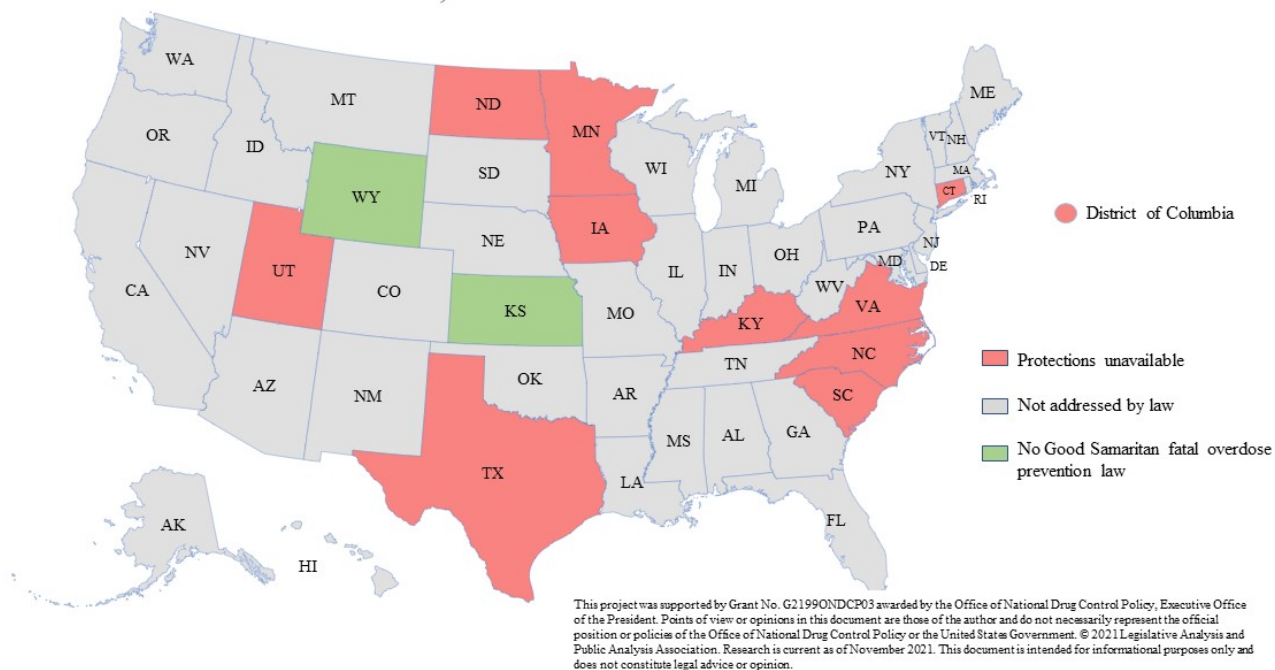 WA
MT
ND
MN
ME
OR
ID
SD
WI
MI
NY
VT
NH
MA
CT
RI
WY
IA
NE
PA
NJ
District of Columbia
NV
UT
CO
KS
MO
IL
IN
OH
WV
MD
DE
VA
CA
KY
NC
TN
SC
AZ
NM
OK
AR
MS
AL
GA
TX
LA
FL
AK
HI
Protections unavailable
Not addressed by law
No Good Samaritan fatal overdose
prevention law
This project was supported by Grant No. G2199ONDCP03 awarded by the Office of National Drug Control Policy, Executive Office
of the President. Points of view or opinions in this document are those of the author and do not necessarily represent the official
position or policies of the Office of National Drug Control Policy or the United States Government. © 2021 Legislative Analysis and
Public Analysis Association. Research is current as of November 2021. This document is intended for informational purposes only and
does not constitute legal advice or opinion.